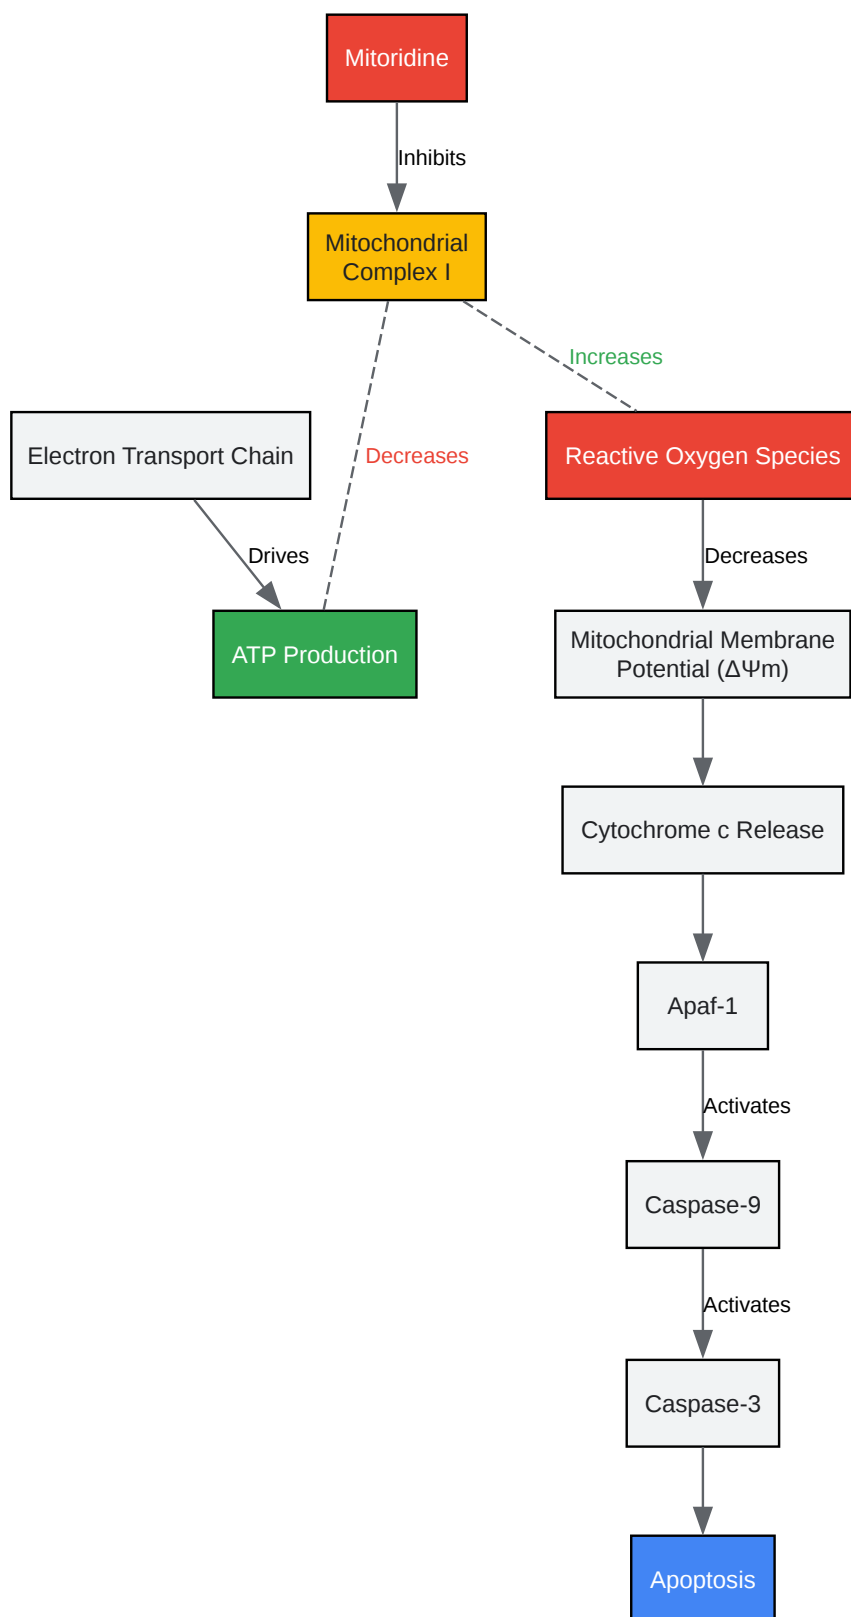 Mitoridine
Inhibits
Mitochondrial
Complex I
Increases
Electron Transport Chain
Decreases
Reactive Oxygen Species
Drives
Decreases
ATP Production
Mitochondrial Membrane
Potential (ΔΨm)
Cytochrome c Release
Apaf-1
Activates
Caspase-9
Activates
Caspase-3
Apoptosis